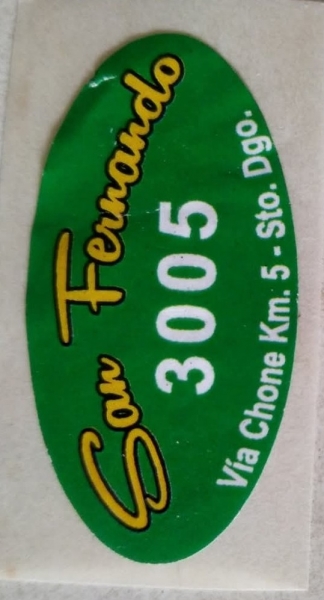 San Fernando
3005
Vía Chone Km. 5 - Sto. Dgo.